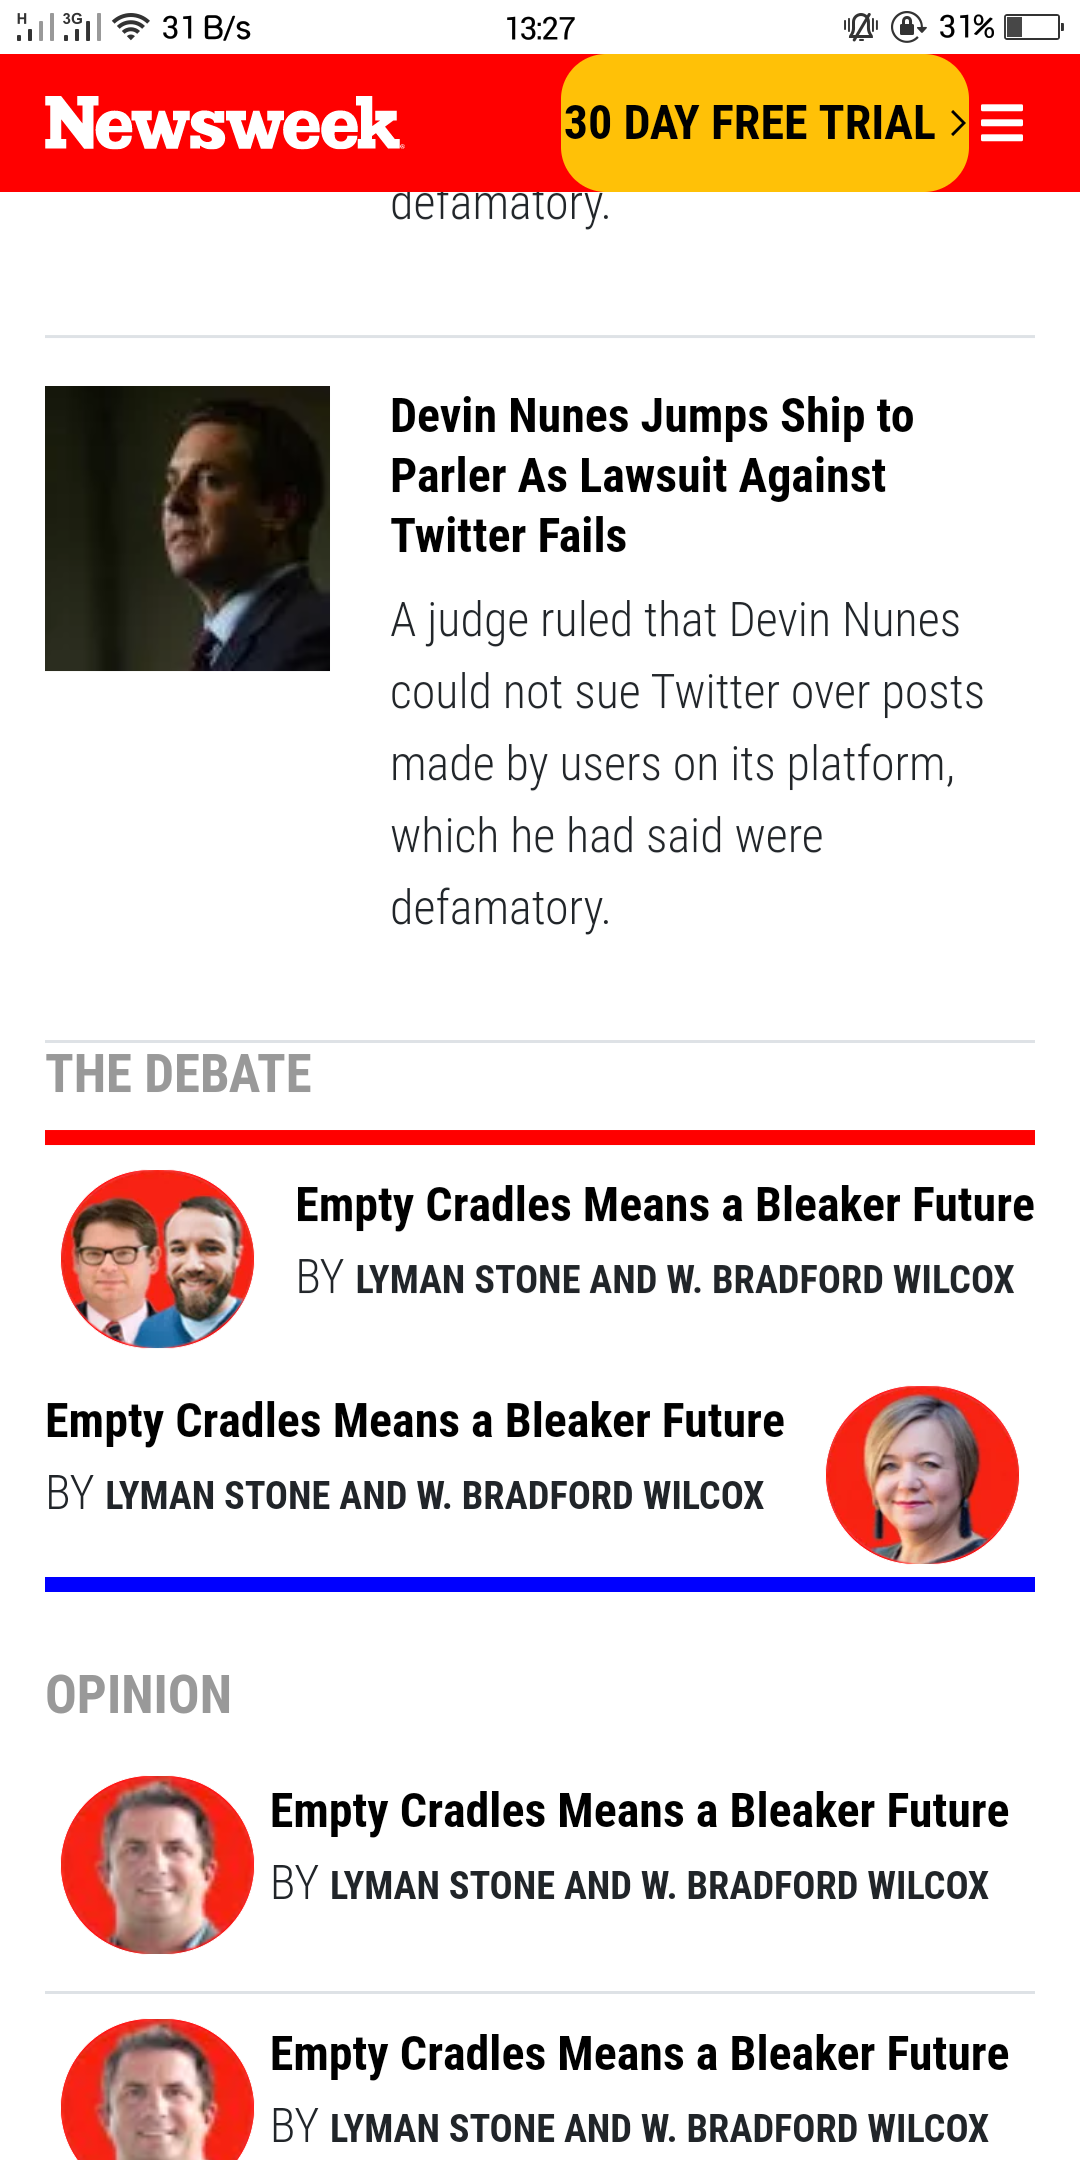 H 3G 31 B/s 13:27 31%
Newsweek 30 DAY FREE TRIAL >
defamatory.
Devin Nunes Jumps Ship to
Parler As Lawsuit Against
Twitter Fails
A judge ruled that Devin Nunes
could not sue Twitter over posts
made by users on its platform,
which he had said were
defamatory.
THE DEBATE
Empty Cradles Means a Bleaker Future
BY LYMAN STONE AND W. BRADFORD WILCOX
Empty Cradles Means a Bleaker Future
BY LYMAN STONE AND W. BRADFORD WILCOX
OPINION
Empty Cradles Means a Bleaker Future
BY LYMAN STONE AND W. BRADFORD WILCOX
Empty Cradles Means a Bleaker Future
BY LYMAN STONE AND W. BRADFORD WILCOX